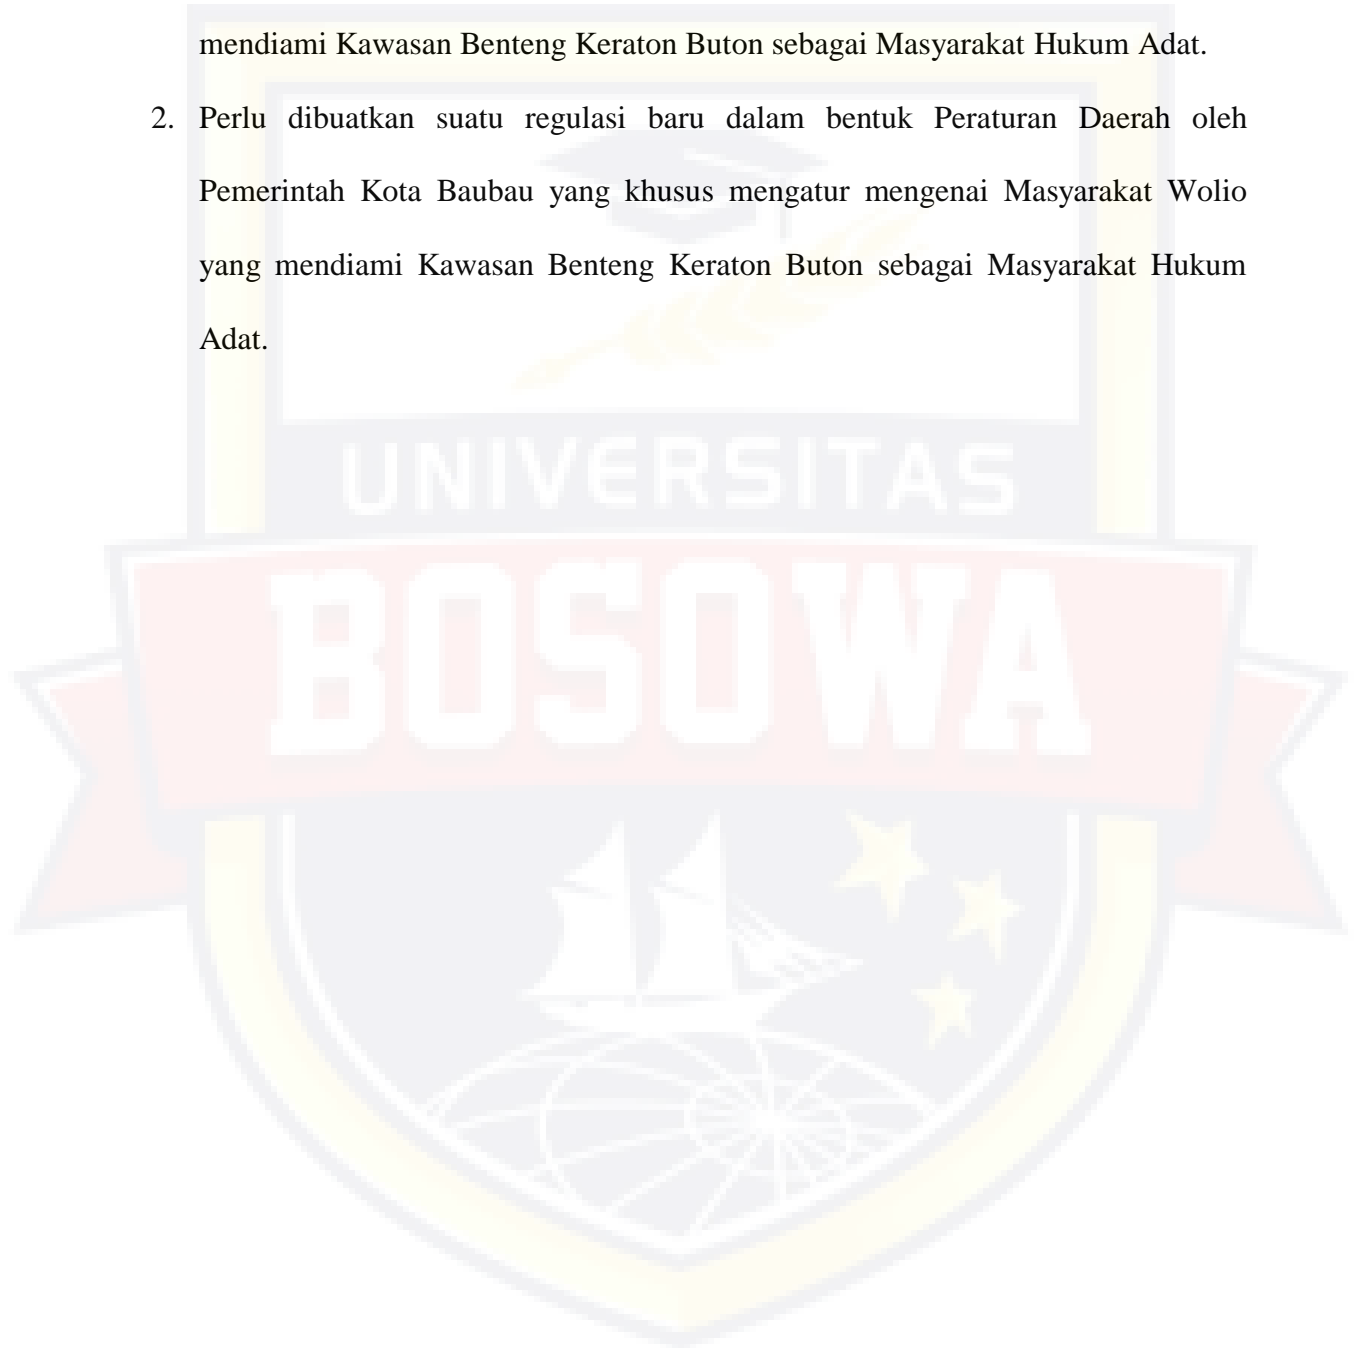 mendiami Kawasan Benteng Keraton Buton sebagai Masyarakat Hukum Adat.
2. Perlu dibuatkan suatu regulasi baru dalam bentuk Peraturan Daerah oleh
Pemerintah Kota Baubau yang khusus mengatur mengenai Masyarakat Wolio
yang mendiami Kawasan Benteng Keraton Buton sebagai Masyarakat Hukum
Adat.
UNIVERSITAS
BOSOWA